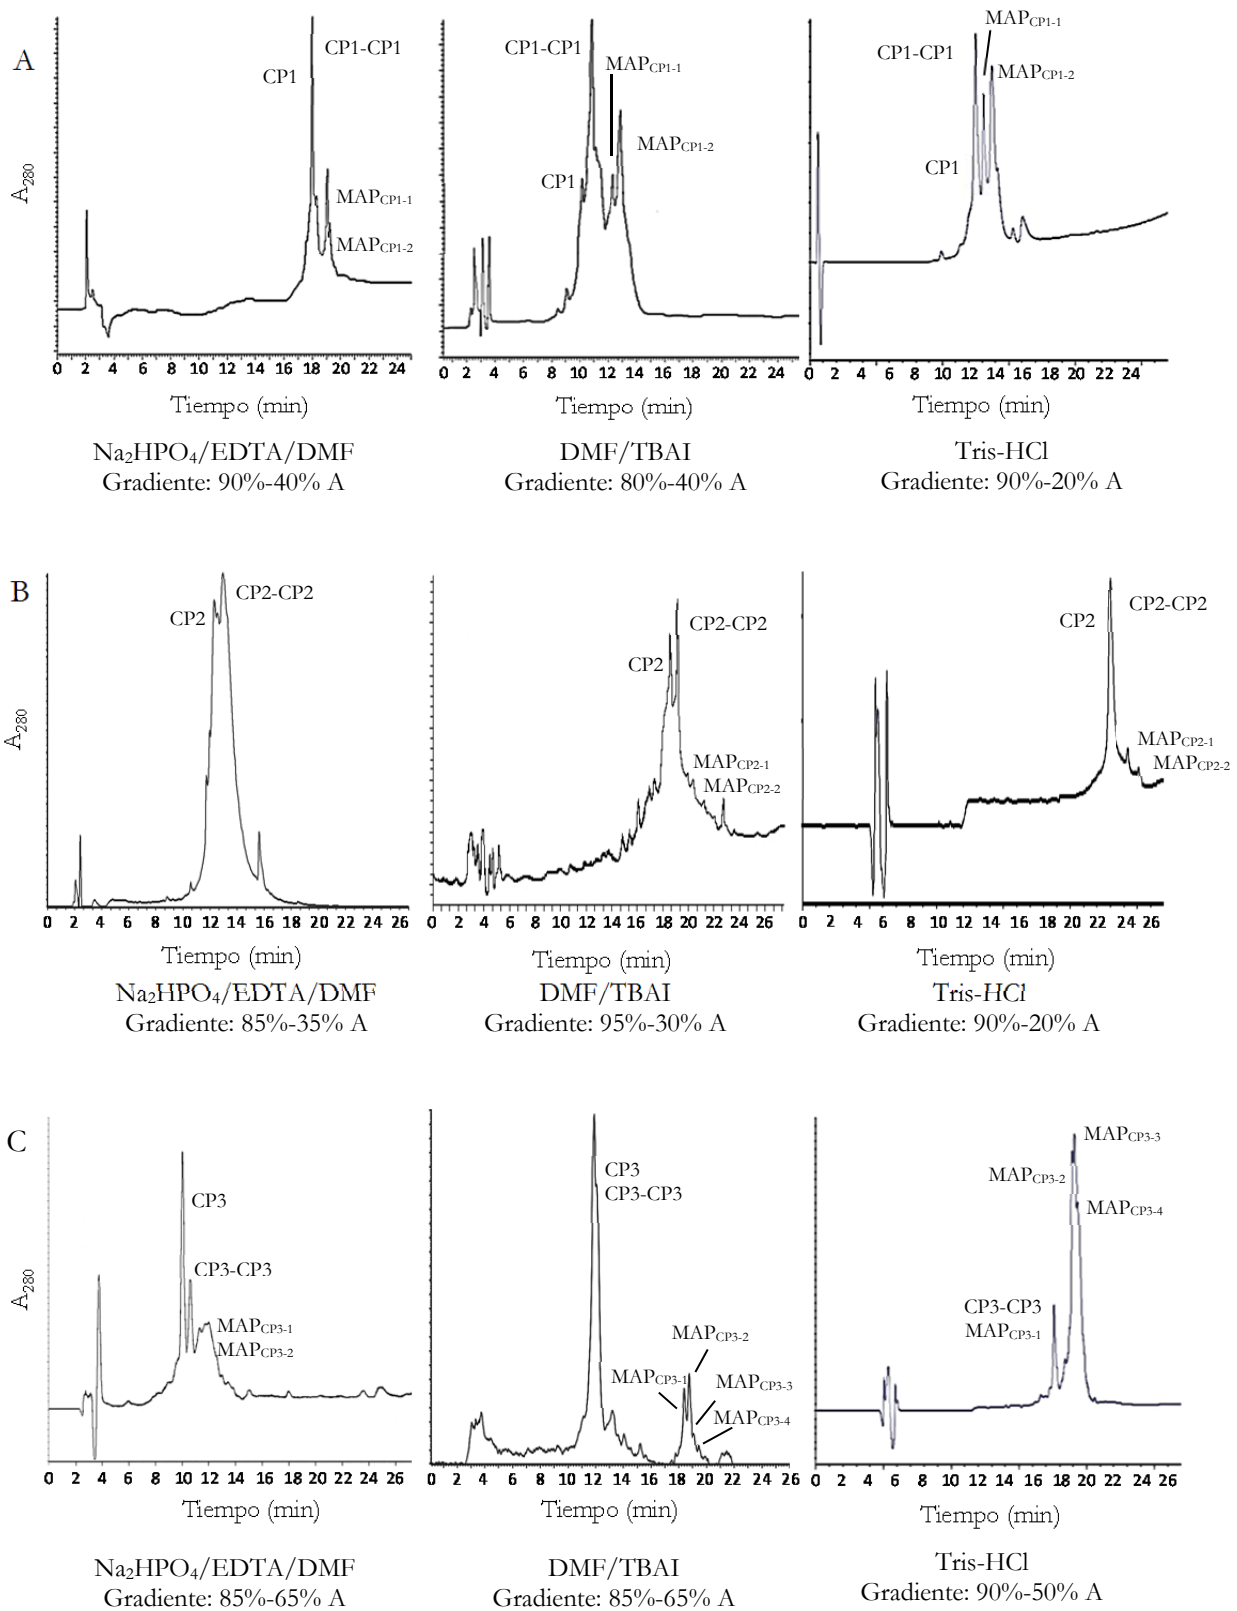 A
CP1-CP1
CP1
MAPCP1-1
MAPCP1-2
A280
0 2 4 6 8 10 12 14 16 18 20 22 24
Tiempo (min)
Na2HPO4/EDTA/DMF
Gradiente: 90%-40% A
CP1-CP1
MAPCP1-1
MAPCP1-2
CP1
0 2 4 6 8 10 12 14 16 18 20 22 24
Tiempo (min)
DMF/TBAI
Gradiente: 80%-40% A
MAPCP1-1
CP1-CP1
MAPCP1-2
CP1
0 2 4 6 8 10 12 14 16 18 20 22 24
Tiempo (min)
Tris-HCl
Gradiente: 90%-20% A
B
CP2-CP2
CP2
A280
0 2 4 6 8 10 12 14 16 18 20 22 24 26
Tiempo (min)
Na2HPO4/EDTA/DMF
Gradiente: 85%-35% A
CP2-CP2
CP2
MAPCP2-1
MAPCP2-2
0 2 4 6 8 10 12 14 16 18 20 22 24 26
Tiempo (min)
DMF/TBAI
Gradiente: 95%-30% A
CP2-CP2
CP2
MAPCP2-1
MAPCP2-2
0 2 4 6 8 10 12 14 16 18 20 22 24 26
Tiempo (min)
Tris-HCl
Gradiente: 90%-20% A
C
CP3
CP3-CP3
MAPCP3-1
MAPCP3-2
A280
0 2 4 6 8 10 12 14 16 18 20 22 24 26
Tiempo (min)
Na2HPO4/EDTA/DMF
Gradiente: 85%-65% A
CP3
CP3-CP3
MAPCP3-2
MAPCP3-1
MAPCP3-3
MAPCP3-4
0 2 4 6 8 10 12 14 16 18 20 22 24 26
Tiempo (min)
DMF/TBAI
Gradiente: 85%-65% A
MAPCP3-3
MAPCP3-2
MAPCP3-4
CP3-CP3
MAPCP3-1
0 2 4 6 8 10 12 14 16 18 20 22 24 26
Tiempo (min)
Tris-HCl
Gradiente: 90%-50% A